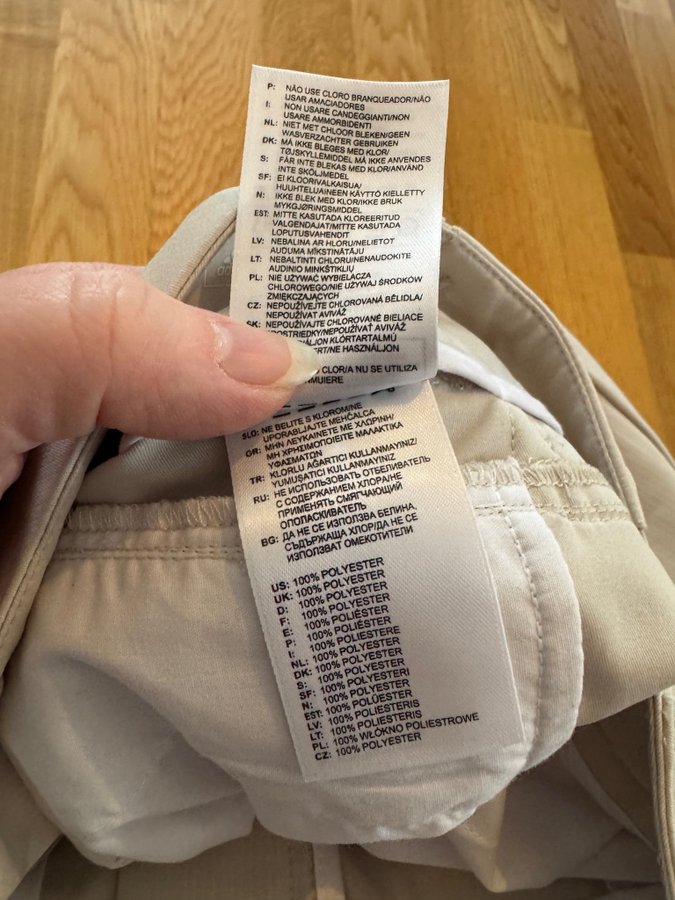 P: NÃO USE CLORO BRANQUEADOR/NÃO
USAR AMACIADORES
I: NON USARE CANDEGGIANTI/NON
USARE AMMORBIDENTI
NL: NIET MET CHLOOR BLEKEN/GEEN
WASVERZACHTER GEBRUIKEN
DK: MÅ IKKE BLEGES MED KLOR/
TØJSKYLLEMIDDEL MÅ IKKE ANVENDES
S: FÅR INTE BLEKAS MED KLOR/ANVÄND
INTE SKÖLJMEDEL
SF: EI KLOORIVALKAISUA/
HUUHTELUAINEEN KÄYTTÖ KIELLETTY
N: IKKE BLEK MED KLOR/IKKE BRUK
MYKGJØRINGSMIDDEL
EST: MITTE KASUTADA KLOREERITUD
VALGENDAJAT/MITTE KASUTADA
LOPUTUSVAHENDIT
LV: NEBALINA AR HLORU/NELIETOT
AUDUMA MĪKSTINĀTĀJU
LT: NEBALTINTI CHLORU/NENAUDOKITE
AUDINIO MINKŠTIKLIŲ
PL: NIE UŻYWAĆ WYBIELACZA
CHLOROWEGO/NIE UŻYWAJ ŚRODKÓW
ZMIĘKCZAJĄCYCH
CZ: NEPOUŽÍVEJTE CHLOROVANÁ BĚLIDLA/
NEPOUŽÍVAT AVIVÁŽ
SK: NEPOUŽÍVAJTE CHLÓROVANÉ BIELIACE
PROSTRIEDKY/NEPOUŽÍVAŤ AVIVÁŽ
KLÓRTARTALMÚ
HASZNÁLJON
CLOR/A NU SE UTILIZA
SLO: NE BELITE S KLOROM/NE
UPORABLJAJTE MEHČALCA
GR: ΜΗΝ ΛΕΥΚΑΙΝΕΤΕ ΜΕ ΧΛΩΡΙΝΗ/
ΜΗ ΧΡΗΣΙΜΟΠΟΙΕΙΤΕ ΜΑΛΑΚΤΙΚΑ
ΥΦΑΣΜΑΤΩΝ
TR: KLORLU AĞARTICI KULLANMAYINIZ/
YUMUŞATICI KULLANMAYINIZ
RU: НЕ ИСПОЛЬЗОВАТЬ ОТБЕЛИВАТЕЛЬ
С СОДЕРЖАНИЕМ ХЛОРА/НЕ
ПРИМЕНЯТЬ СМЯГЧАЮЩИЙ
ОПОЛАСКИВАТЕЛЬ
BG: ДА НЕ СЕ ИЗПОЛЗВА БЕЛИНА,
СЪДЪРЖАЩА ХЛОР/ДА НЕ СЕ
ИЗПОЛЗВАТ ОМЕКОТИТЕЛИ
US: 100% POLYESTER
UK: 100% POLYESTER
D: 100% POLYESTER
F: 100% POLYESTER
E: 100% POLIÉSTER
P: 100% POLIÉSTER
I: 100% POLIESTERE
NL: 100% POLYESTER
DK: 100% POLYESTER
S: 100% POLYESTER
SF: 100% POLYESTERI
N: 100% POLYESTER
EST: 100% POLÜESTER
LV: 100% POLIESTERIS
LT: 100% POLIESTERIS
PL: 100% WŁÓKNO POLIESTROWE
CZ: 100% POLYESTER